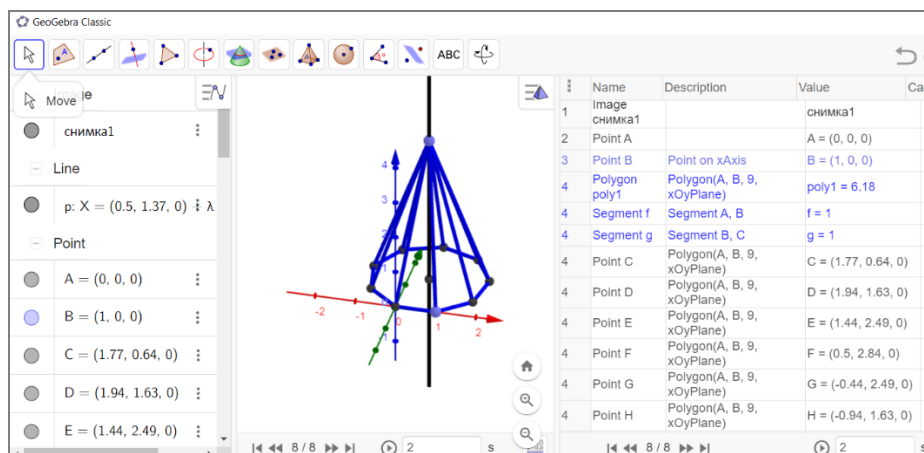 GeoGebra Classic
ABC
Image
Move
снимка1
Line
p: X = (0.5, 1.37, 0) + λ
Point
A = (0, 0, 0)
B = (1, 0, 0)
C = (1.77, 0.64, 0)
D = (1.94, 1.63, 0)
E = (1.44, 2.49, 0)
4
3
2
1
0
-1
-2
-1
0
1
2
8 / 8
2
s
Name Description Value Ca
1 Image снимка1 снимка1
2 Point A A = (0, 0, 0)
3 Point B Point on xAxis B = (1, 0, 0)
4 Polygon poly1 Polygon(A, B, 9, xOyPlane) poly1 = 6.18
4 Segment f Segment A, B f = 1
4 Segment g Segment B, C g = 1
4 Point C Polygon(A, B, 9, xOyPlane) C = (1.77, 0.64, 0)
4 Point D Polygon(A, B, 9, xOyPlane) D = (1.94, 1.63, 0)
4 Point E Polygon(A, B, 9, xOyPlane) E = (1.44, 2.49, 0)
4 Point F Polygon(A, B, 9, xOyPlane) F = (0.5, 2.84, 0)
4 Point G Polygon(A, B, 9, xOyPlane) G = (-0.44, 2.49, 0)
4 Point H Polygon(A, B, 9, xOyPlane) H = (-0.94, 1.63, 0)
8 / 8
2
s